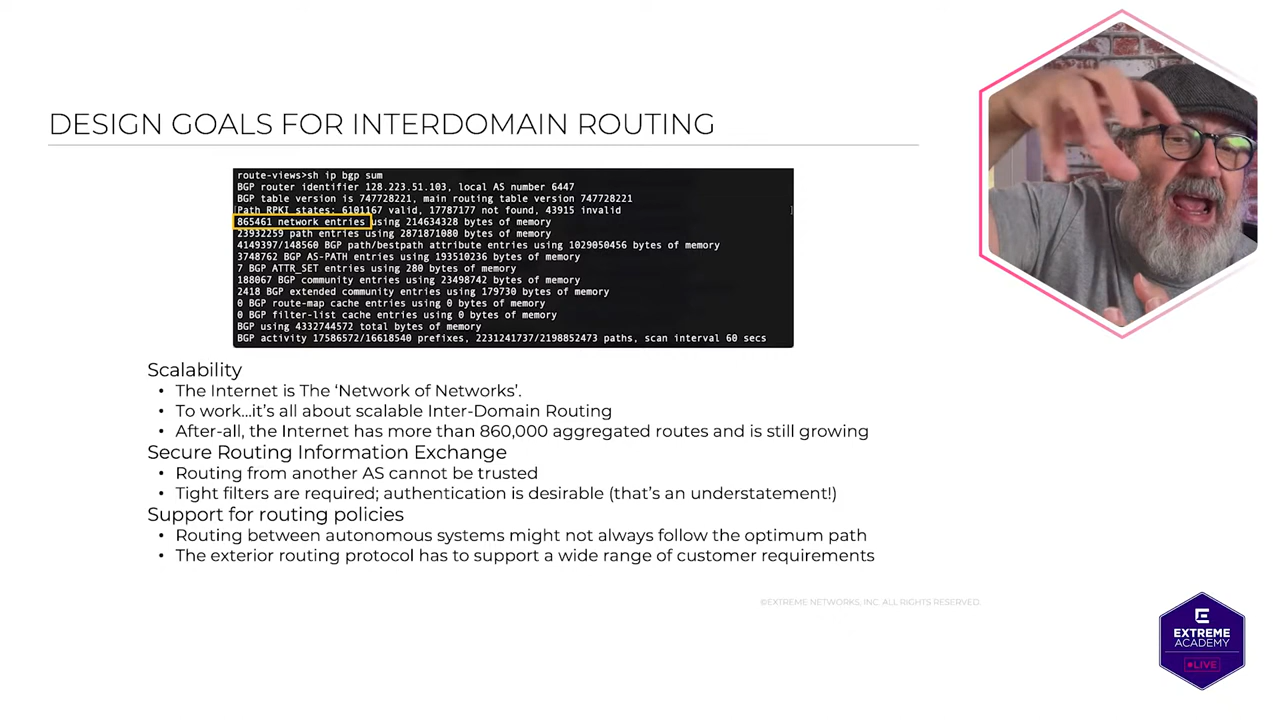 DESIGN GOALS FOR INTERDOMAIN ROUTING
route-views>sh ip bgp sum
BGP router identifier 128.223.51.103, local AS number 6447
BGP table version is 747728221, main routing table version 747728221
Path RPKI states: 6101167 valid, 17787177 not found, 43915 invalid
865461 network entries using 214634328 bytes of memory
23932259 path entries using 2871871080 bytes of memory
4149397/148560 BGP path/bestpath attribute entries using 1029050456 bytes of memory
3748762 BGP AS-PATH entries using 193510236 bytes of memory
7 BGP ATTR_SET entries using 280 bytes of memory
188067 BGP community entries using 23498742 bytes of memory
2418 BGP extended community entries using 179730 bytes of memory
0 BGP route-map cache entries using 0 bytes of memory
0 BGP filter-list cache entries using 0 bytes of memory
BGP using 4332744572 total bytes of memory
BGP activity 17586572/16618540 prefixes, 2231241737/2198852473 paths, scan interval 60 secs
Scalability
• The Internet is The ‘Network of Networks’.
• To work...it’s all about scalable Inter-Domain Routing
• After-all, the Internet has more than 860,000 aggregated routes and is still growing
Secure Routing Information Exchange
• Routing from another AS cannot be trusted
• Tight filters are required; authentication is desirable (that’s an understatement!)
Support for routing policies
• Routing between autonomous systems might not always follow the optimum path
• The exterior routing protocol has to support a wide range of customer requirements
©EXTREME NETWORKS, INC. ALL RIGHTS RESERVED.
EXTREME
ACADEMY
LIVE